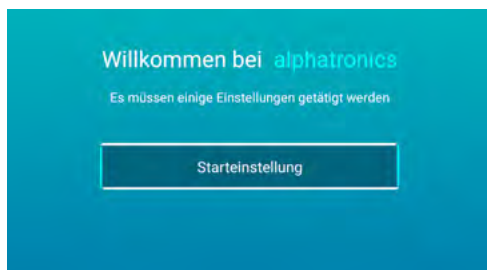 Willkommen bei alphatronics
Es müssen einige Einstellungen getätigt werden
Starteinstellung